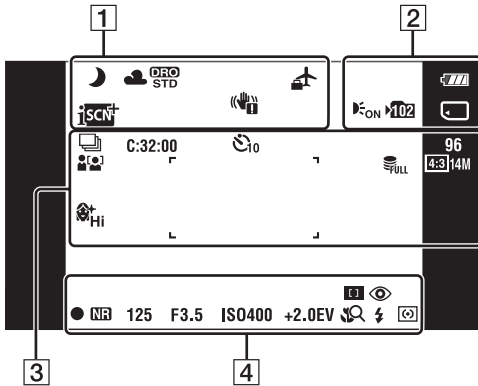 1
2
DRO
STD
iSCN+
ON
102
C:32:00
10
96
FULL
4:3 14M
Hi
NR 125 F3.5 ISO400 +2.0EV
3
4